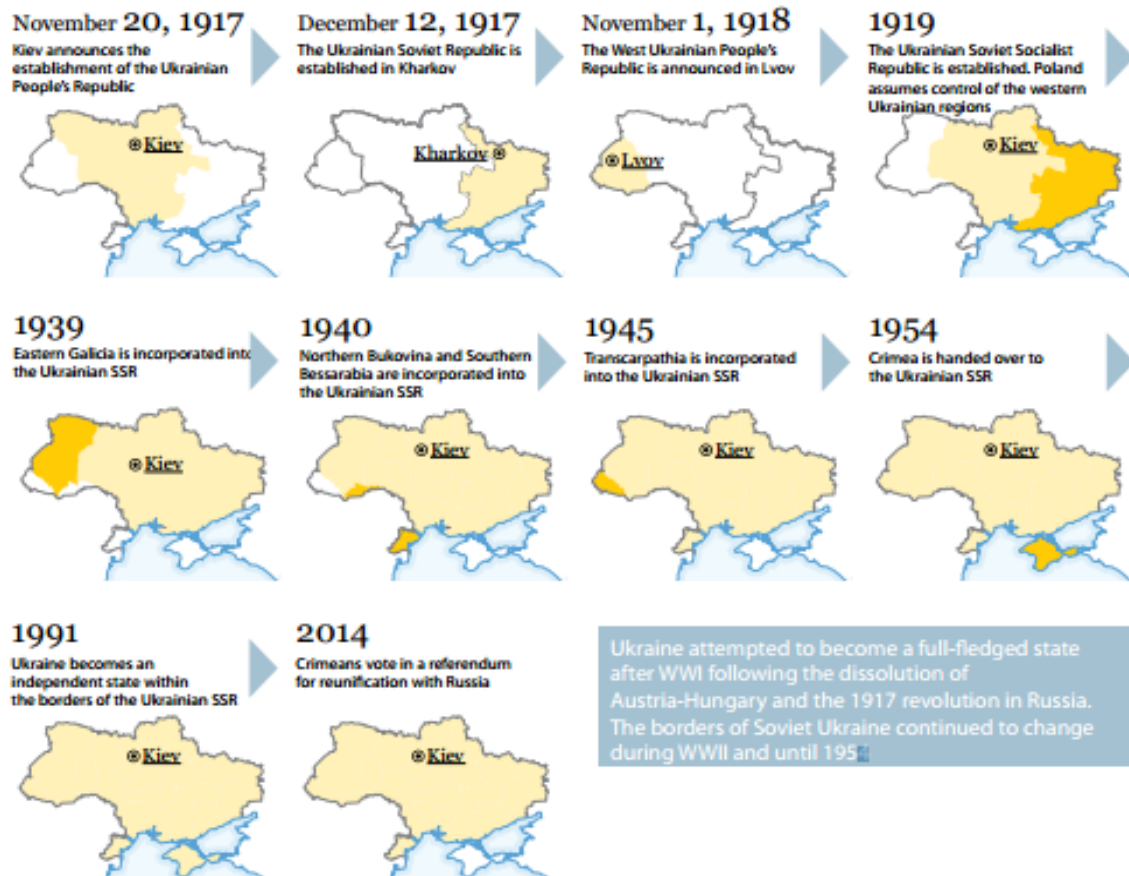 November 20, 1917
Kiev announces the
establishment of the Ukrainian
People's Republic
Kiev
December 12, 1917
The Ukrainian Soviet Republic is
established in Kharkov
Kharkov
November 1, 1918
The West Ukrainian People's
Republic is announced in Lvov
Lvov
1919
The Ukrainian Soviet Socialist
Republic is established. Poland
assumes control of the western
Ukrainian regions
Kiev
1939
Eastern Galicia is incorporated into
the Ukrainian SSR
Kiev
1940
Northern Bukovina and Southern
Bessarabia are incorporated into
the Ukrainian SSR
Kiev
1945
Transcarpathia is incorporated
into the Ukrainian SSR
Kiev
1954
Crimea is handed over to
the Ukrainian SSR
Kiev
1991
Ukraine becomes an
independent state within
the borders of the Ukrainian SSR
Kiev
2014
Crimeans vote in a referendum
for reunification with Russia
Kiev
Ukraine attempted to become a full-fledged state
after WWI following the dissolution of
Austria-Hungary and the 1917 revolution in Russia.
The borders of Soviet Ukraine continued to change
during WWII and until 1954